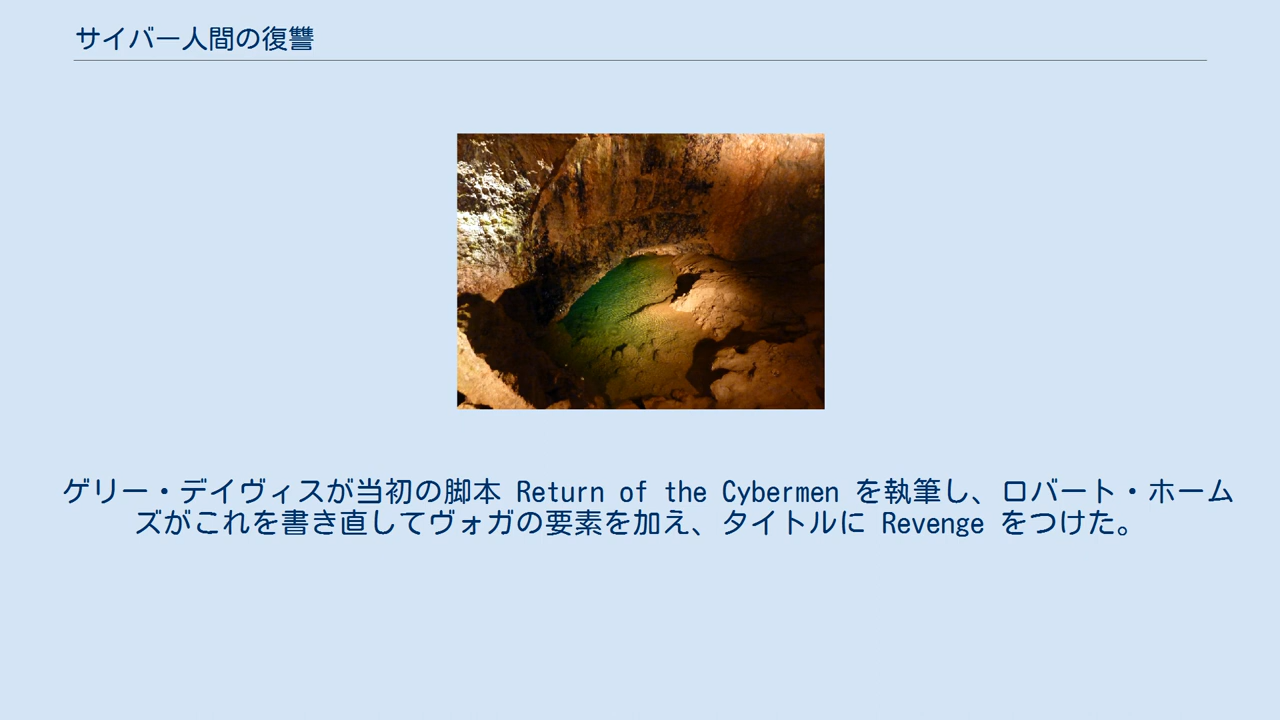 サイバー人間の復讐
ゲリー・デイヴィスが当初の脚本 Return of the Cybermen を執筆し、ロバート・ホーム
ズがこれを書き直してヴォガの要素を加え、タイトルに Revenge をつけた。